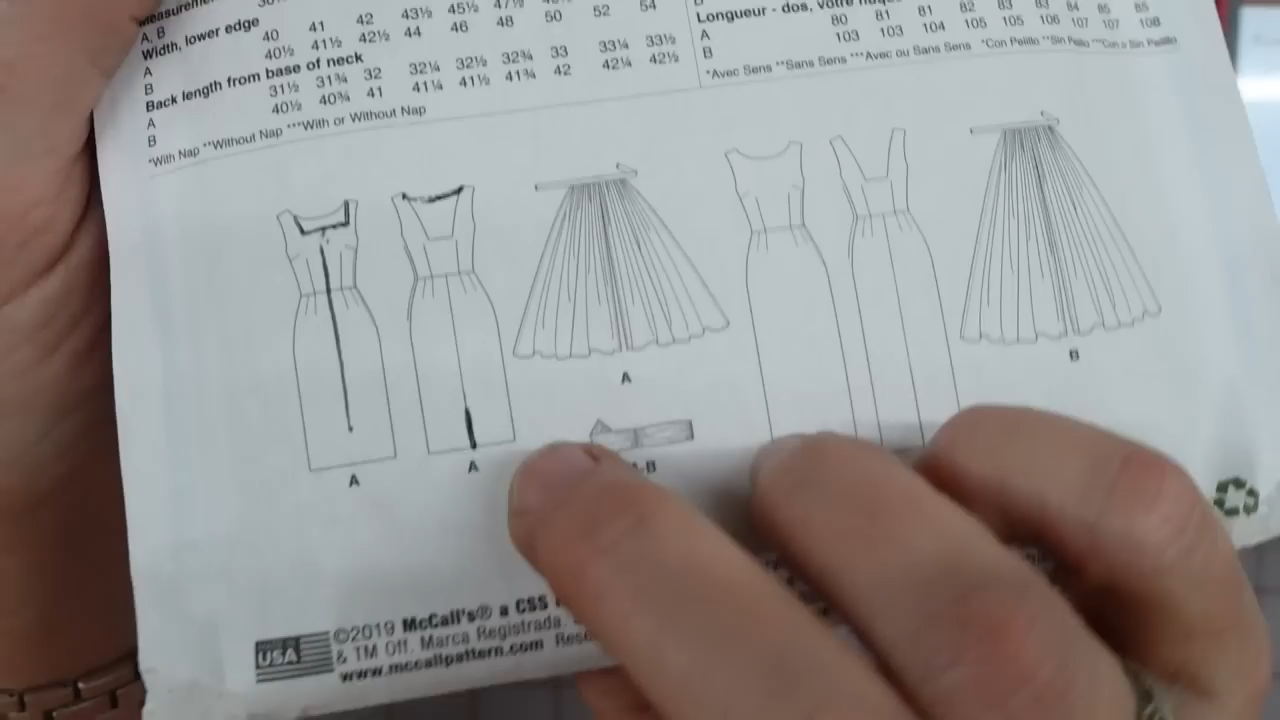 A, B
Width, lower edge
A 40 41 42 43½ 45½ 47½
B 40½ 41½ 42½ 44 46 48 50 52 54
Back length from base of neck
A 31½ 31¾ 32 32¼ 32½ 32¾ 33 33¼ 33½
B 40½ 40¾ 41 41¼ 41½ 41¾ 42 42¼ 42½
*With Nap **Without Nap ***With or Without Nap
Longueur - dos, votre
A 80 81 81 82 83 83 84 85 85
B 103 103 104 105 105 106 107 107 108
*Avec Sens **Sans Sens ***Avec ou Sans Sens *Con Pelillo **Sin Pelillo ***Con o Sin Pelillo
A
A
A
B
B
USA
©2019 McCall's® a CSS
& TM Off. Marca Registrada.
www.mccallpattern.com